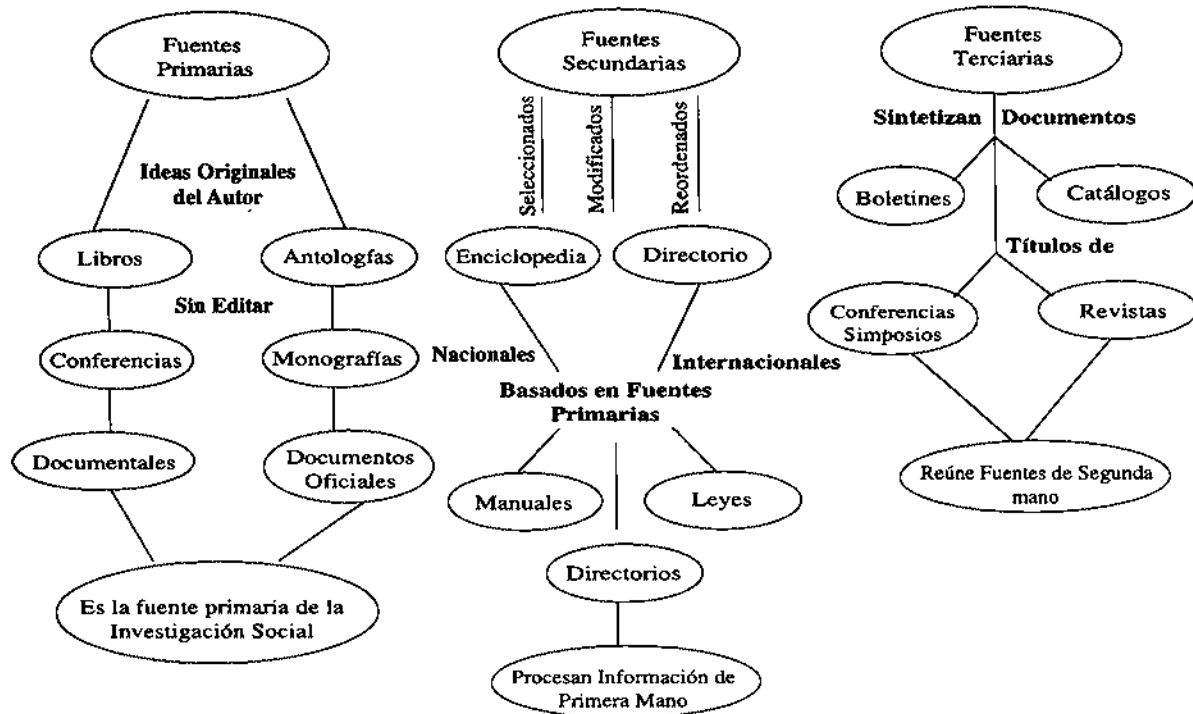 Fuentes
Primarias
Ideas Originales
del Autor
Libros
Antologfas
Sin Editar
Conferencias
Monografías
Documentales
Documentos
Oficiales
Es la fuente primaria de la
Investigación Social
Fuentes
Secundarias
Seleccionados
Modificados
Reordenados
Enciclopedia
Directorio
Nacionales
Internacionales
Basados en Fuentes
Primarias
Manuales
Leyes
Directorios
Procesan Información de
Primera Mano
Fuentes
Terciarias
Sintetizan Documentos
Boletines
Catálogos
Títulos de
Conferencias
Simposios
Revistas
Reúne Fuentes de Segunda
mano